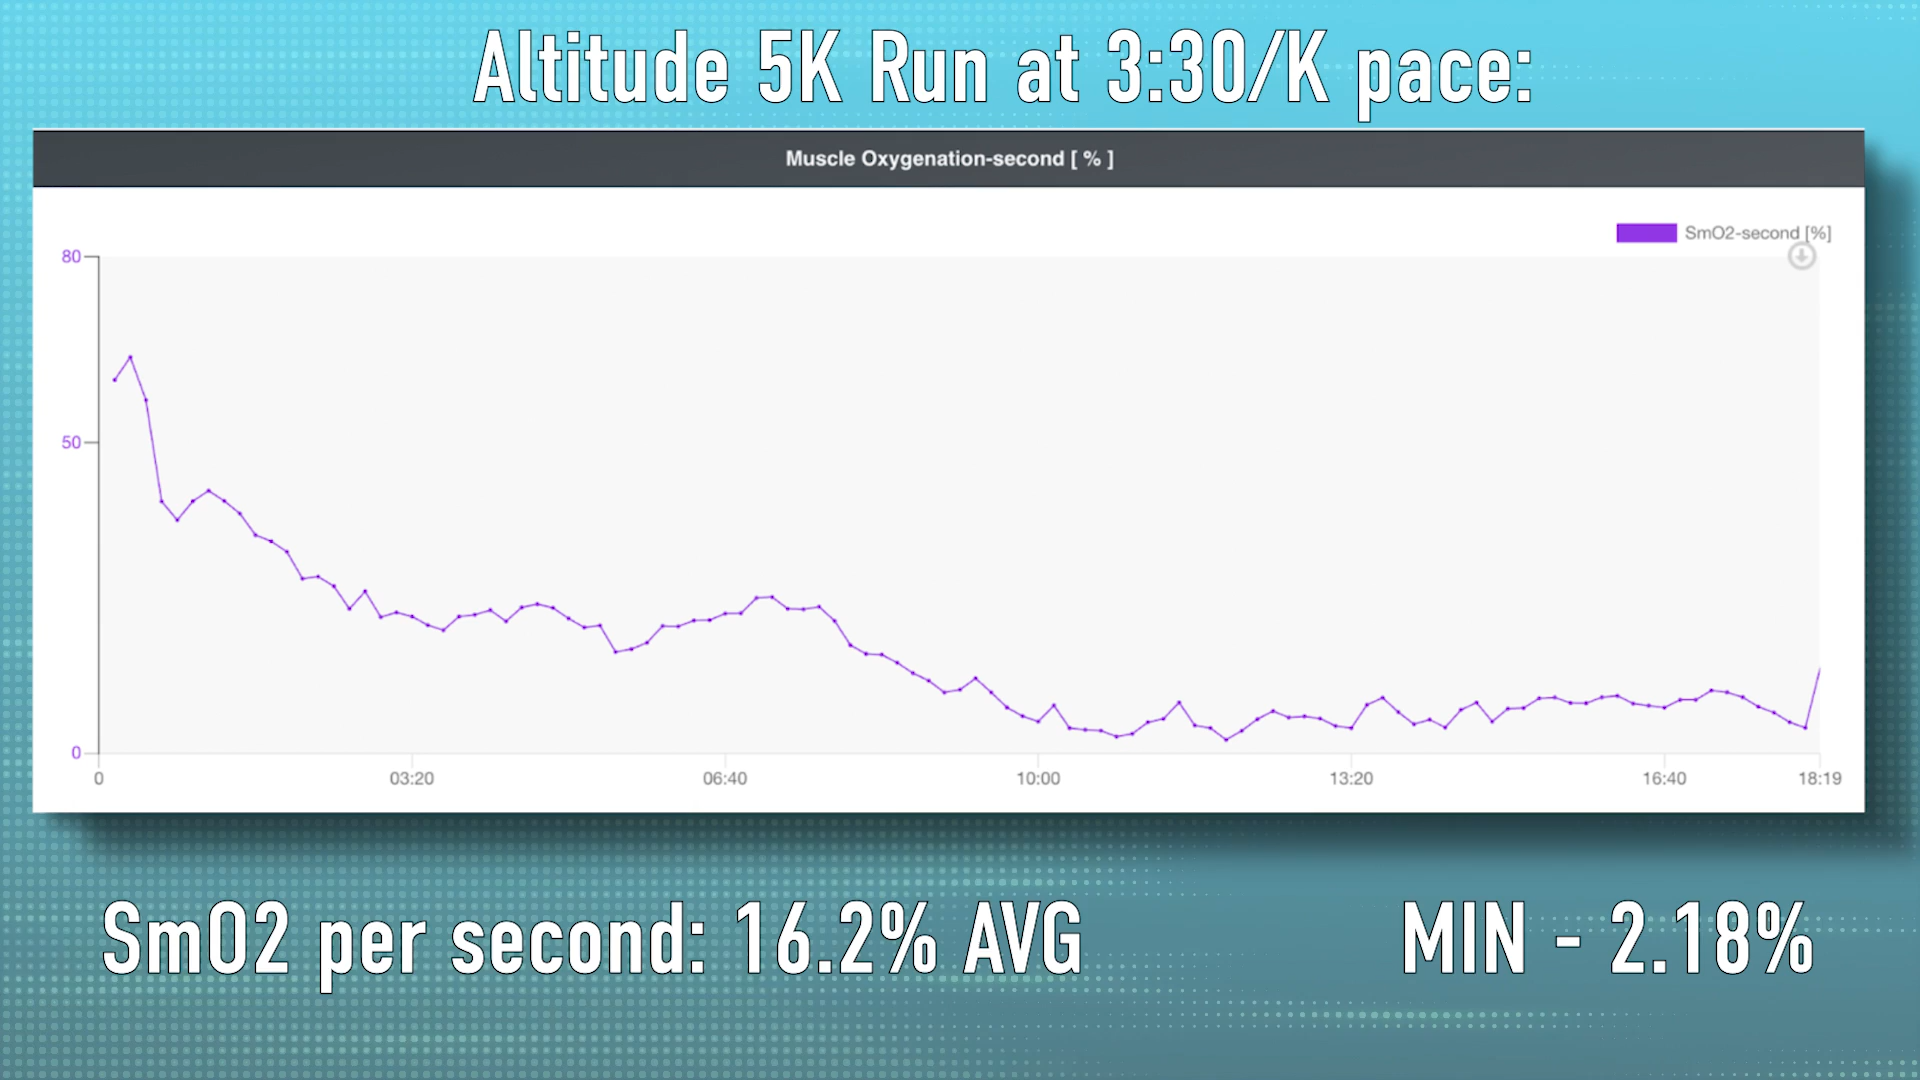 Altitude 5K Run at 3:30/K pace:
Muscle Oxygenation-second [ % ]
SmO2-second [%]
80
50
0
0 03:20 06:40 10:00 13:20 16:40 18:19
SmO2 per second: 16.2% AVG
MIN - 2.18%